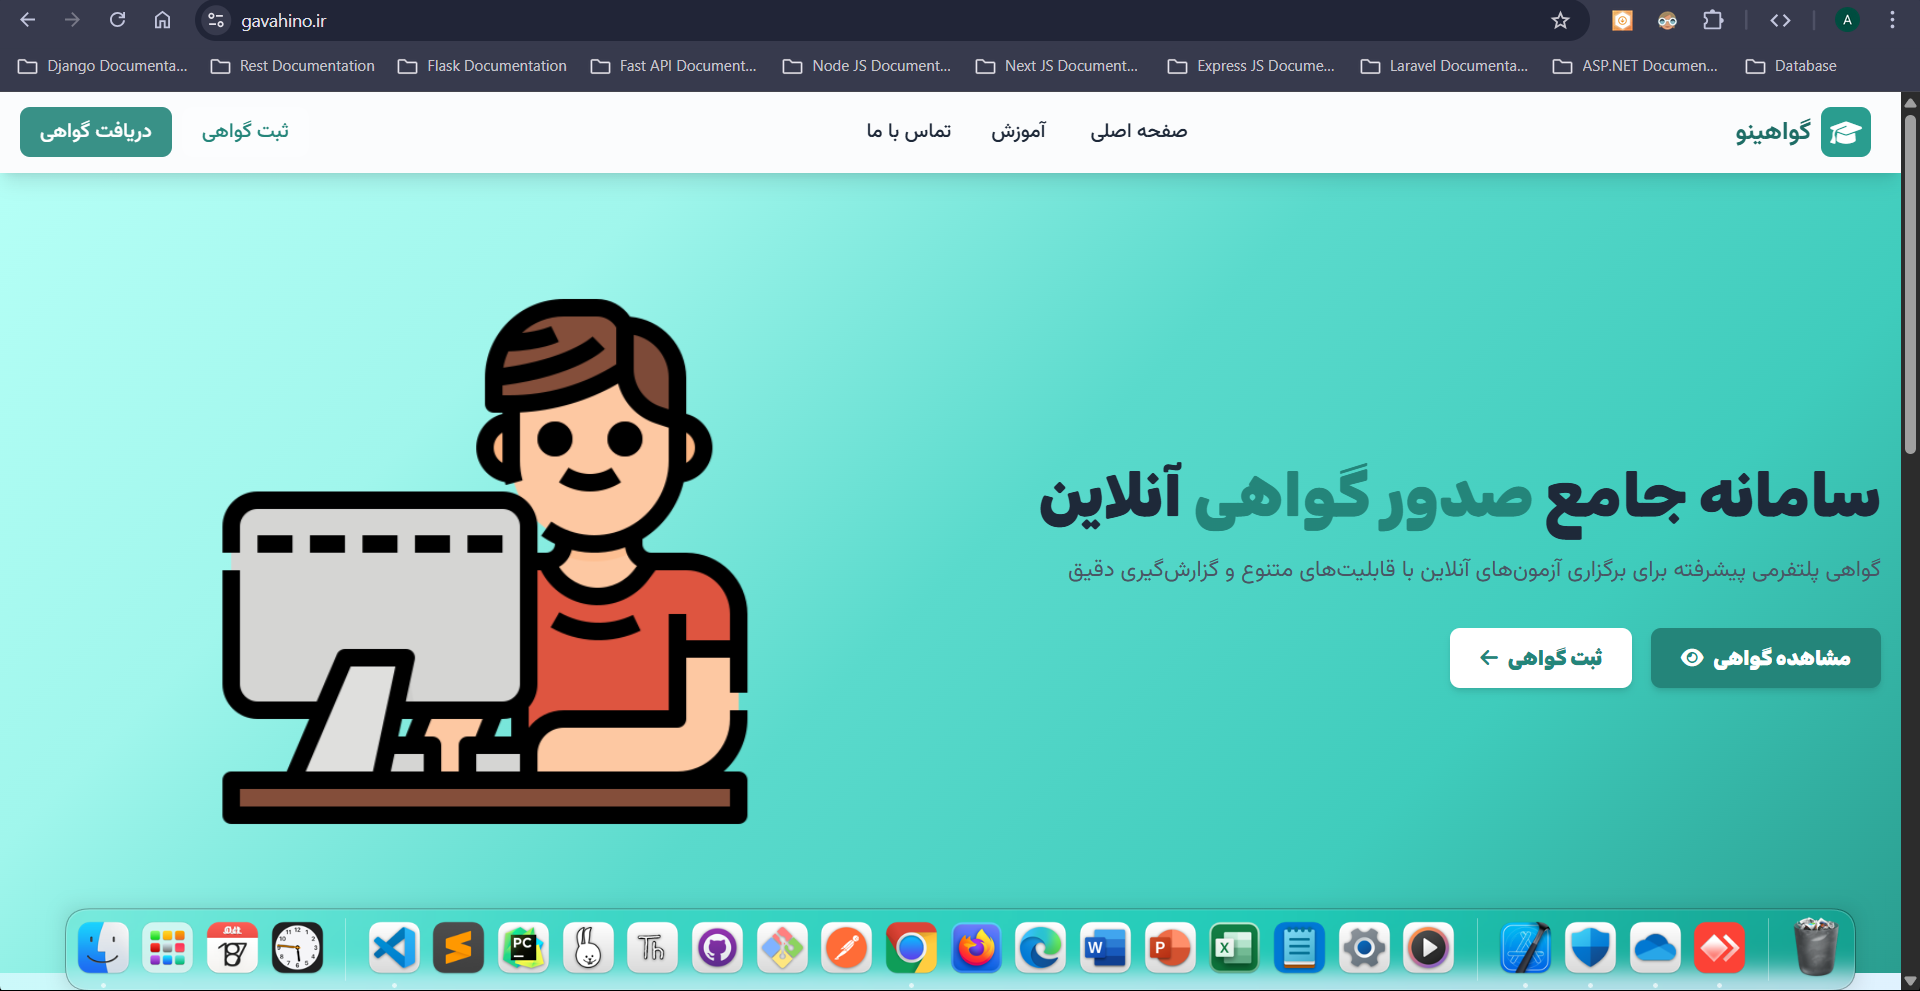 gavahino.ir
A
Django Documenta...
Rest Documentation
Flask Documentation
Fast API Document...
Node JS Document...
Next JS Document...
Express JS Docume...
Laravel Documenta...
ASP.NET Documen...
Database
گواهینو
صفحه اصلی
آموزش
تماس با ما
ثبت گواهی
دریافت گواهی
سامانه جامع صدور گواهی آنلاین
گواهی پلتفرمی پیشرفته برای برگزاری آزمون‌های آنلاین با قابلیت‌های متنوع و گزارش‌گیری دقیق
مشاهده گواهی
ثبت گواهی
PC
Th
W
P
X